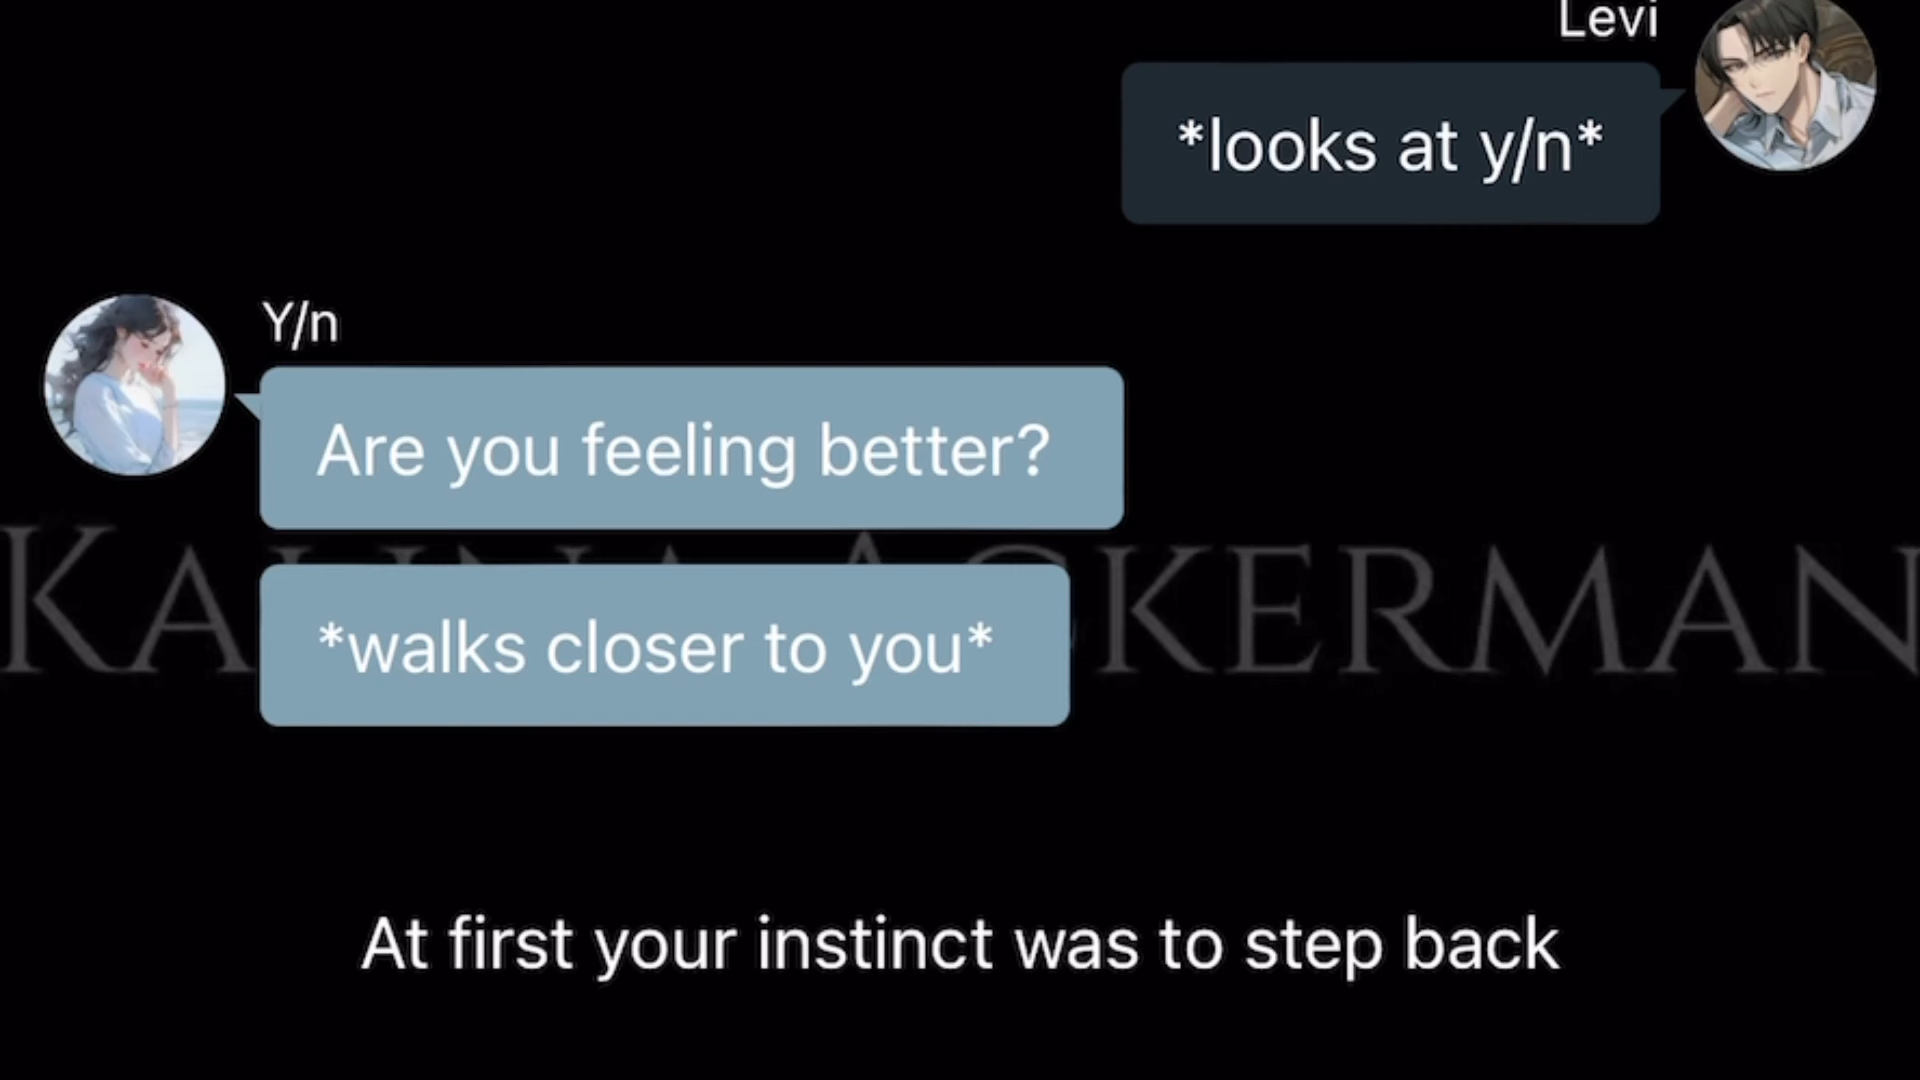 Levi
*looks at y/n*
Y/n
Are you feeling better?
*walks closer to you*
At first your instinct was to step back